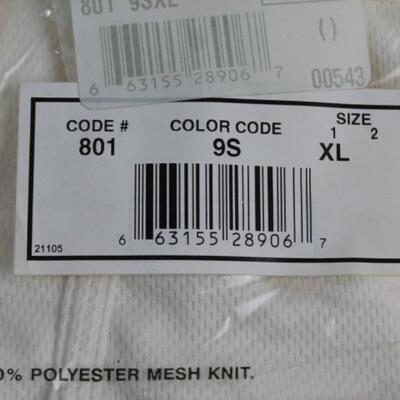 801 9SXL
()
6 63155 28906 7
00543
CODE # COLOR CODE SIZE
1 2
801 9S XL
6 63155 28906 7
21105
0% POLYESTER MESH KNIT.